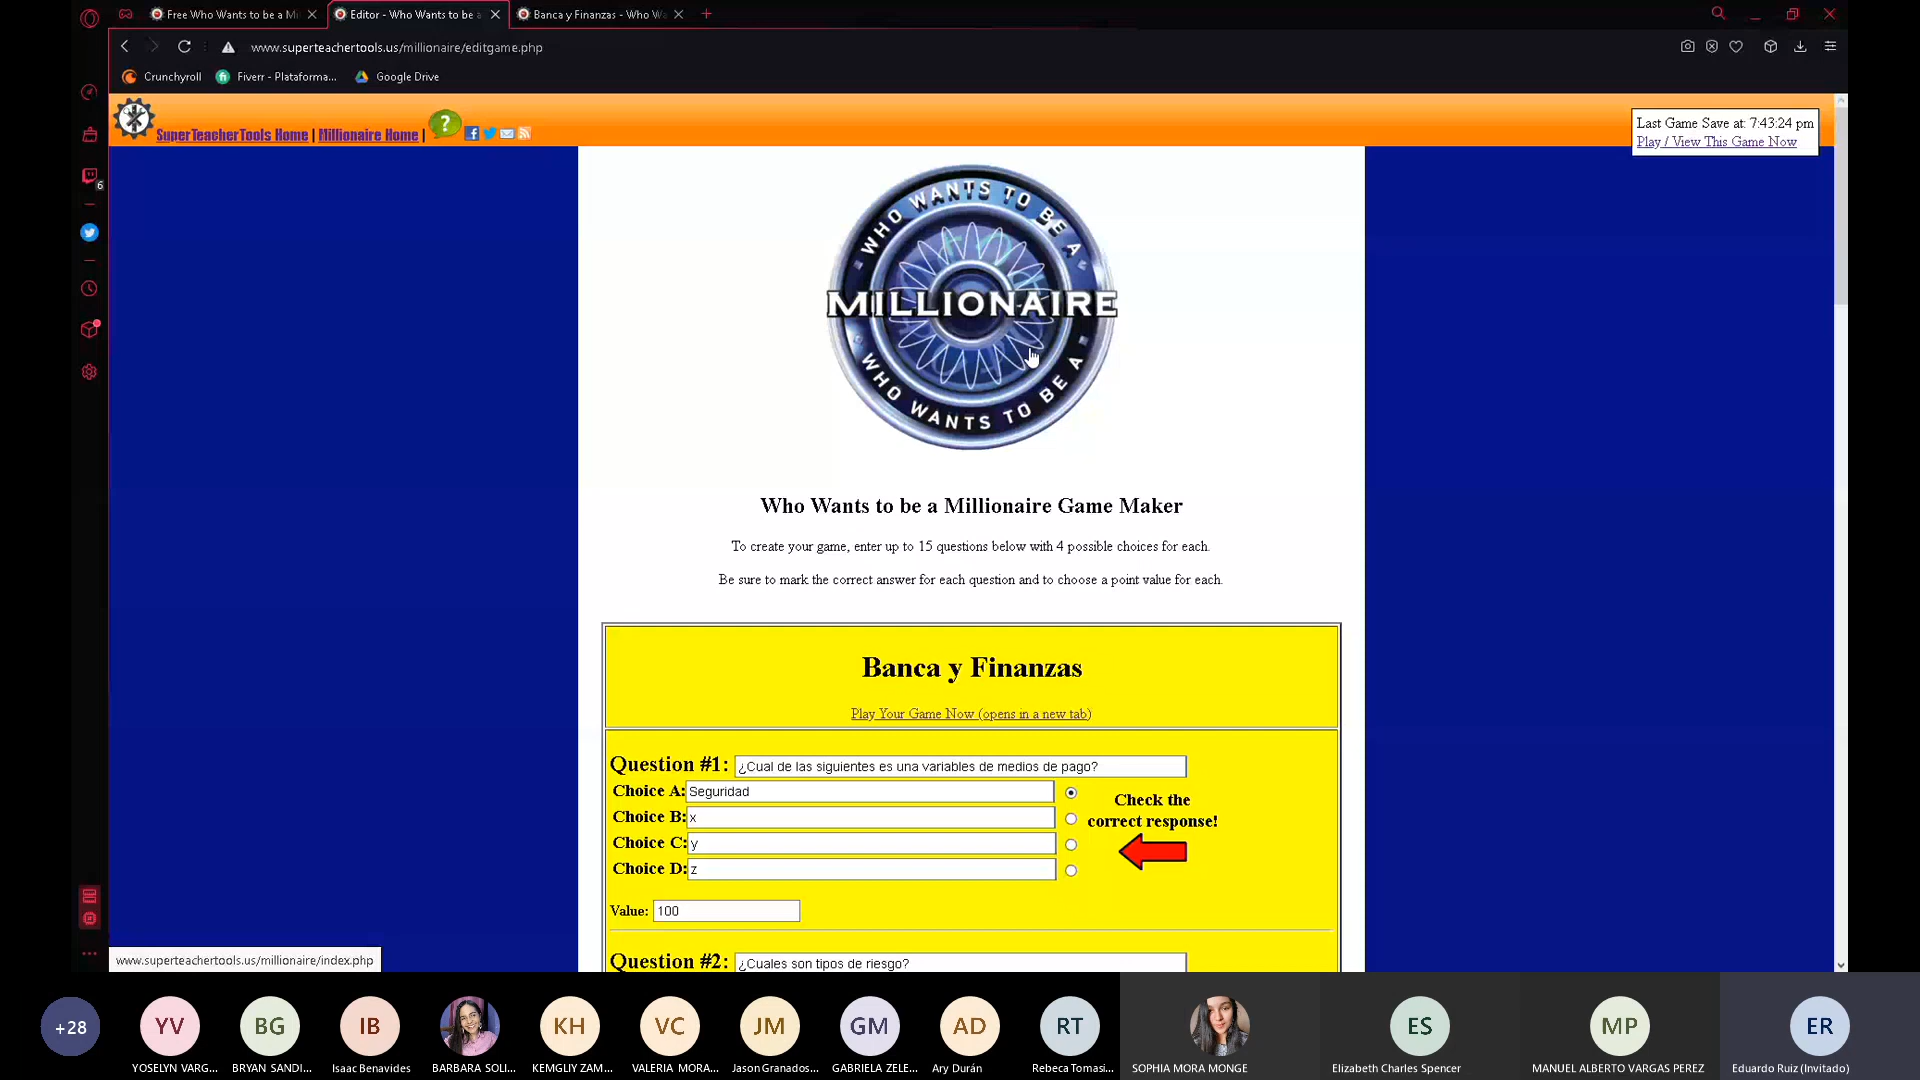 Free Who Wants to be a Mi
Editor - Who Wants to be a
Banca y Finanzas - Who W
www.superteachertools.us/millionaire/editgame.php
Crunchyroll
Fiverr - Plataforma...
Google Drive
SuperTeacherTools Home | Millionaire Home |
?
Last Game Save at: 7:43:24 pm
Play / View This Game Now
6
WHO WANTS TO BE A
MILLIONAIRE
WHO WANTS TO BE A
Who Wants to be a Millionaire Game Maker
To create your game, enter up to 15 questions below with 4 possible choices for each.
Be sure to mark the correct answer for each question and to choose a point value for each.
Banca y Finanzas
Play Your Game Now (opens in a new tab)
Question #1: ¿Cual de las siguientes es una variables de medios de pago?
Choice A: Seguridad
Choice B: x
Choice C: y
Choice D: z
Check the
correct response!
Value: 100
Question #2: ¿Cuales son tipos de riesgo?
www.superteachertools.us/millionaire/index.php
+28
YV
BG
IB
KH
VC
JM
GM
AD
RT
ES
MP
ER
YOSELYN VARG...
BRYAN SANDI...
Isaac Benavides
BARBARA SOLI...
KEMGLIY ZAM...
VALERIA MORA...
Jason Granados...
GABRIELA ZELE...
Ary Durán
Rebeca Tomasi...
SOPHIA MORA MONGE
Elizabeth Charles Spencer
MANUEL ALBERTO VARGAS PEREZ
Eduardo Ruiz (Invitado)